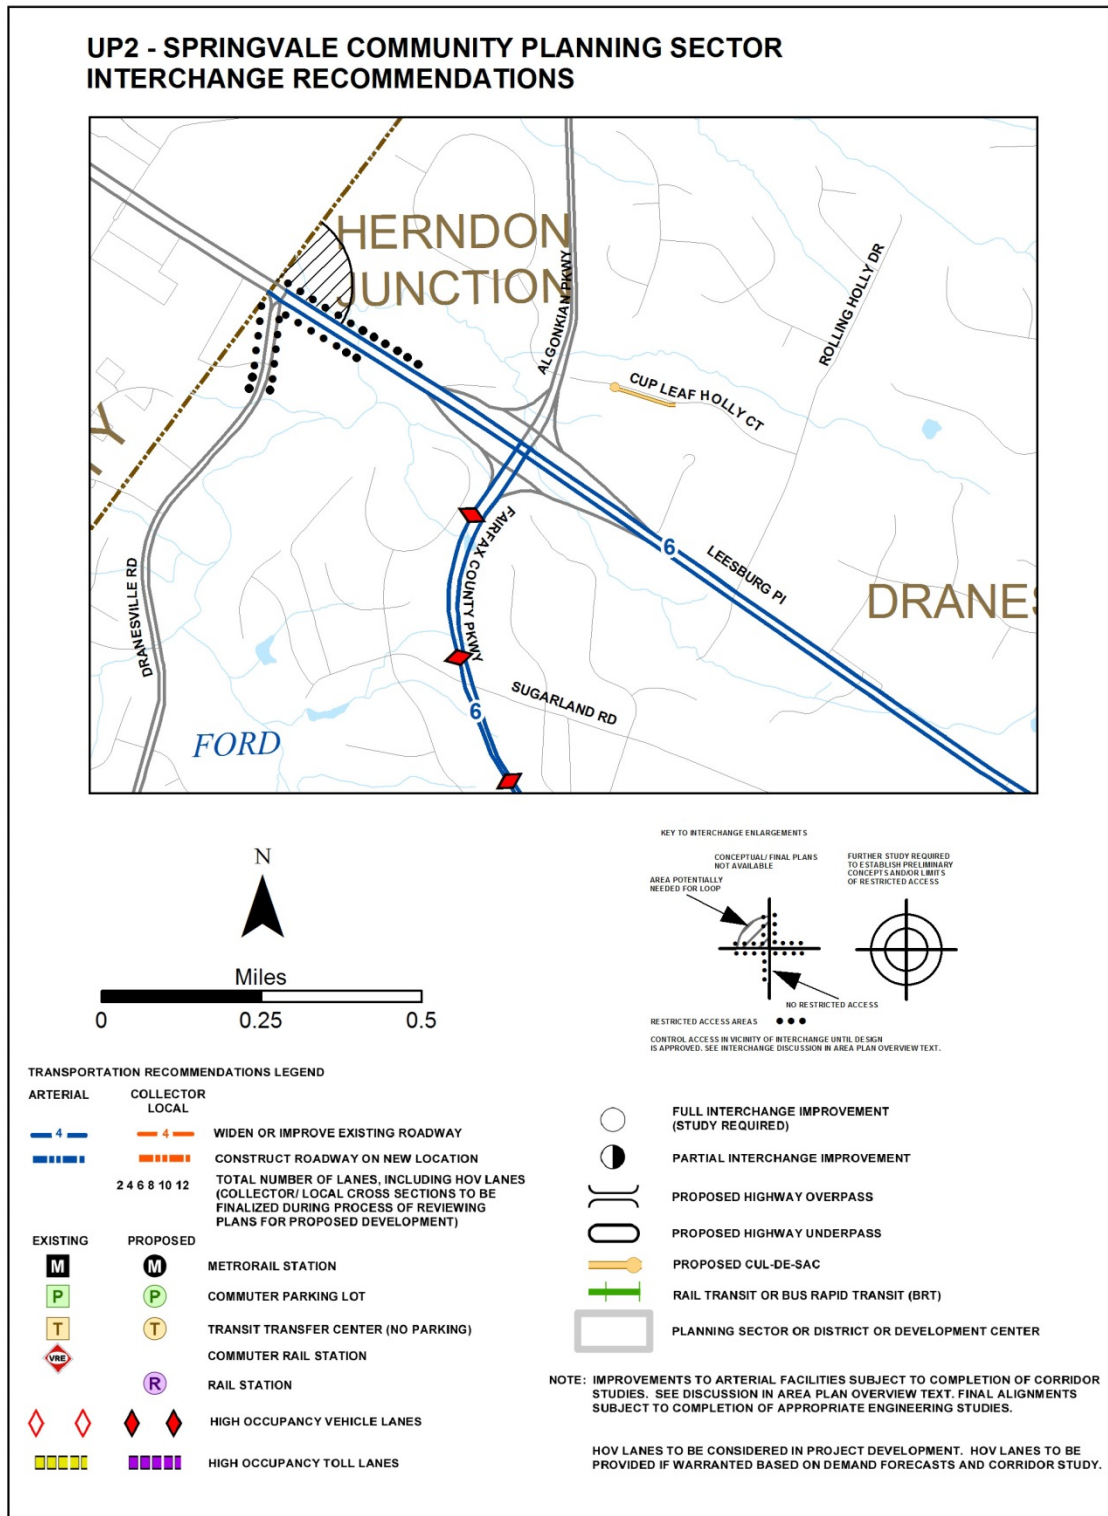 UP2 - SPRINGVALE COMMUNITY PLANNING SECTOR
INTERCHANGE RECOMMENDATIONS
HERNDON
JUNCTION
ALGONKIAN PKWY
ROLLING HOLLY DR
CUP LEAF HOLLY CT
Y
FAIRFAX COUNTY PKWY
6
LEESBURG PI
DRANES
DRANESVILLE RD
SUGARLAND RD
6
FORD
N
Miles
0 0.25 0.5
KEY TO INTERCHANGE ENLARGEMENTS
CONCEPTUAL/ FINAL PLANS
NOT AVAILABLE
AREA POTENTIALLY
NEEDED FOR LOOP
FURTHER STUDY REQUIRED
TO ESTABLISH PRELIMINARY
CONCEPTS AND/OR LIMITS
OF RESTRICTED ACCESS
NO RESTRICTED ACCESS
RESTRICTED ACCESS AREAS
CONTROL ACCESS IN VICINITY OF INTERCHANGE UNTIL DESIGN
IS APPROVED. SEE INTERCHANGE DISCUSSION IN AREA PLAN OVERVIEW TEXT.
TRANSPORTATION RECOMMENDATIONS LEGEND
ARTERIAL COLLECTOR
LOCAL
4 4 WIDEN OR IMPROVE EXISTING ROADWAY
CONSTRUCT ROADWAY ON NEW LOCATION
2 4 6 8 10 12 TOTAL NUMBER OF LANES, INCLUDING HOV LANES
(COLLECTOR/ LOCAL CROSS SECTIONS TO BE
FINALIZED DURING PROCESS OF REVIEWING
PLANS FOR PROPOSED DEVELOPMENT)
EXISTING PROPOSED
M M METRORAIL STATION
P P COMMUTER PARKING LOT
T T TRANSIT TRANSFER CENTER (NO PARKING)
VRE COMMUTER RAIL STATION
R RAIL STATION
HIGH OCCUPANCY VEHICLE LANES
HIGH OCCUPANCY TOLL LANES
FULL INTERCHANGE IMPROVEMENT
(STUDY REQUIRED)
PARTIAL INTERCHANGE IMPROVEMENT
PROPOSED HIGHWAY OVERPASS
PROPOSED HIGHWAY UNDERPASS
PROPOSED CUL-DE-SAC
RAIL TRANSIT OR BUS RAPID TRANSIT (BRT)
PLANNING SECTOR OR DISTRICT OR DEVELOPMENT CENTER
NOTE: IMPROVEMENTS TO ARTERIAL FACILITIES SUBJECT TO COMPLETION OF CORRIDOR
STUDIES. SEE DISCUSSION IN AREA PLAN OVERVIEW TEXT. FINAL ALIGNMENTS
SUBJECT TO COMPLETION OF APPROPRIATE ENGINEERING STUDIES.
HOV LANES TO BE CONSIDERED IN PROJECT DEVELOPMENT. HOV LANES TO BE
PROVIDED IF WARRANTED BASED ON DEMAND FORECASTS AND CORRIDOR STUDY.